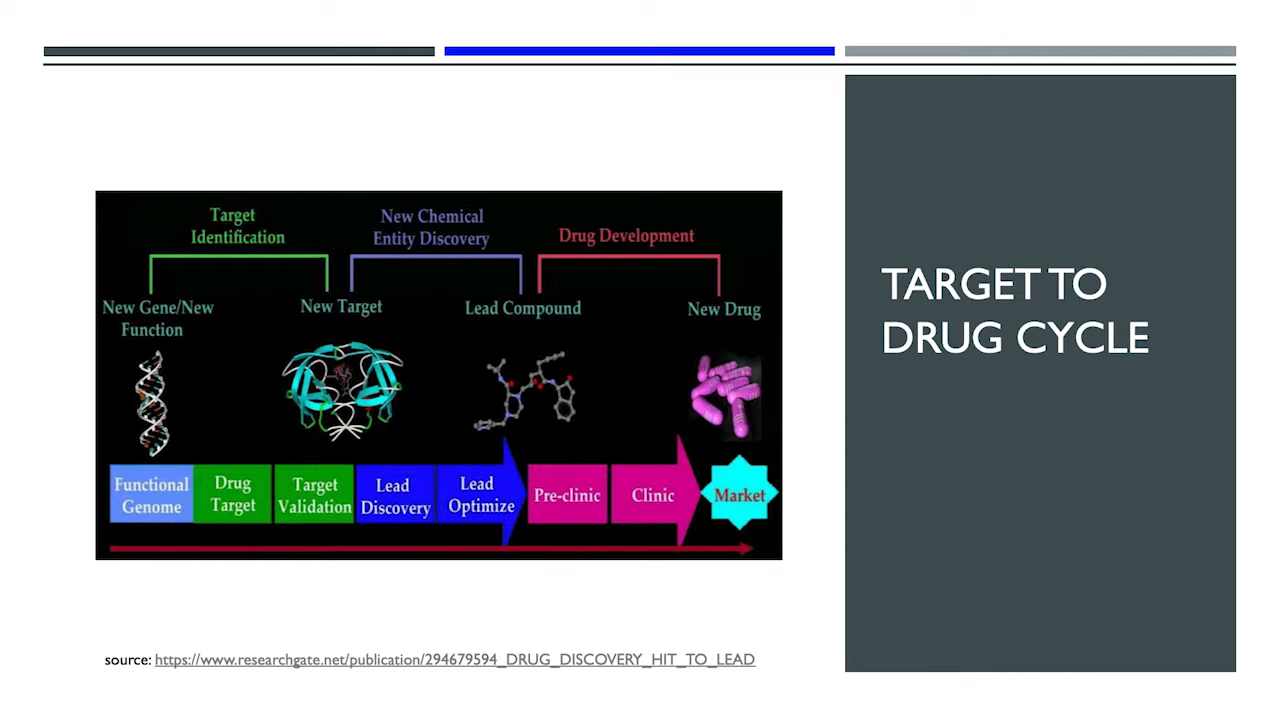 Target
Identification
New Chemical
Entity Discovery
Drug Development
New Gene/New
Function
New Target
Lead Compound
New Drug
Functional
Genome
Drug
Target
Target
Validation
Lead
Discovery
Lead
Optimize
Pre-clinic
Clinic
Market
TARGET TO
DRUG CYCLE
source: https://www.researchgate.net/publication/294679594_DRUG_DISCOVERY_HIT_TO_LEAD